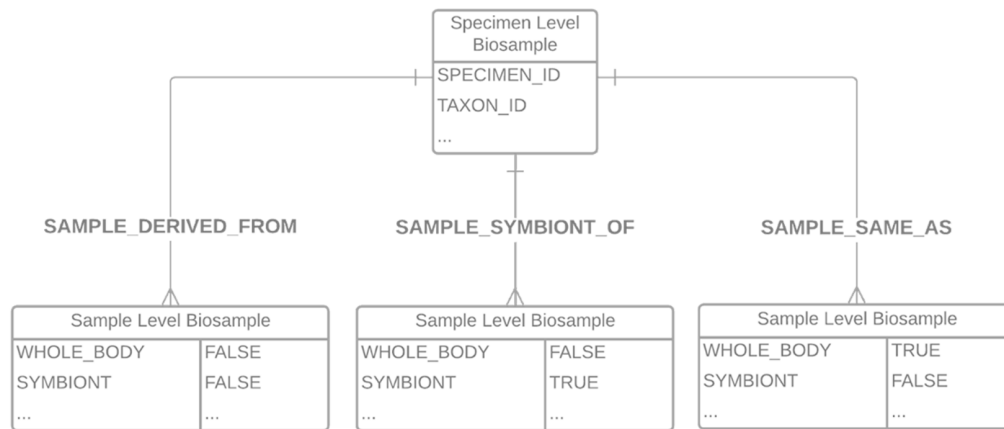 Specimen Level
Biosample
SPECIMEN_ID
TAXON_ID
...
SAMPLE_DERIVED_FROM
SAMPLE_SYMBIONT_OF
SAMPLE_SAME_AS
Sample Level Biosample
WHOLE_BODY FALSE
SYMBIONT FALSE
... ...
Sample Level Biosample
WHOLE_BODY FALSE
SYMBIONT TRUE
... ...
Sample Level Biosample
WHOLE_BODY TRUE
SYMBIONT FALSE
... ...